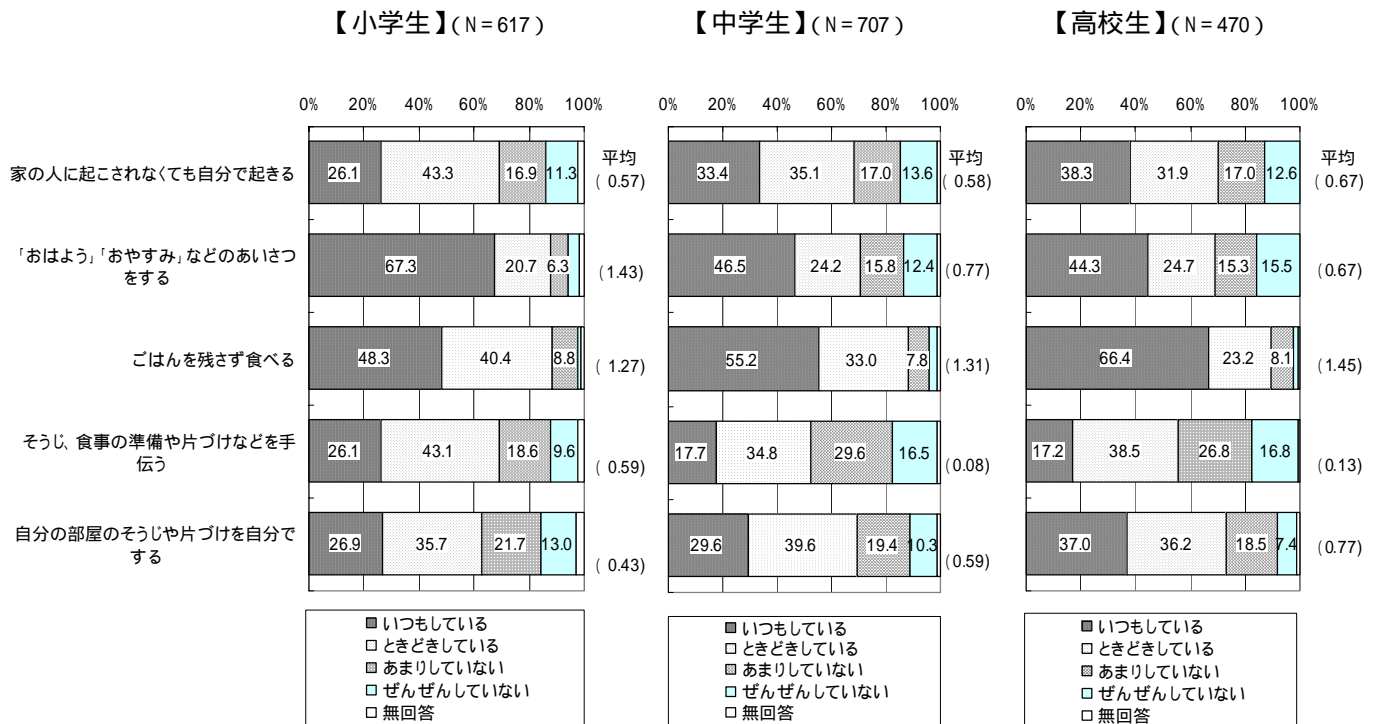 【小学生】(N=617)
【中学生】(N=707)
【高校生】(N=470)
0% 20% 40% 60% 80% 100%
0% 20% 40% 60% 80% 100%
0% 20% 40% 60% 80% 100%
家の人に起こされなくても自分で起きる
26.1 43.3 16.9 11.3
平均
(0.57)
33.4 35.1 17.0 13.6
平均
(0.58)
38.3 31.9 17.0 12.6
平均
(0.67)
「おはよう」「おやすみ」などのあいさつ
をする
67.3 20.7 6.3
(1.43)
46.5 24.2 15.8 12.4
(0.77)
44.3 24.7 15.3 15.5
(0.67)
ごはんを残さず食べる
48.3 40.4 8.8
(1.27)
55.2 33.0 7.8
(1.31)
66.4 23.2 8.1
(1.45)
そうじ、食事の準備や片づけなどを手
伝う
26.1 43.1 18.6 9.6
(0.59)
17.7 34.8 29.6 16.5
(0.08)
17.2 38.5 26.8 16.8
(0.13)
自分の部屋のそうじや片づけを自分で
する
26.9 35.7 21.7 13.0
(0.43)
29.6 39.6 19.4 10.3
(0.59)
37.0 36.2 18.5 7.4
(0.77)
いつもしている
ときどきしている
あまりしていない
ぜんぜんしていない
無回答
いつもしている
ときどきしている
あまりしていない
ぜんぜんしていない
無回答
いつもしている
ときどきしている
あまりしていない
ぜんぜんしていない
無回答